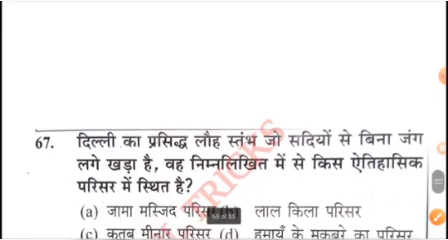 67. दिल्ली का प्रसिद्ध लौह स्तंभ जो सदियों से बिना जंग
लगे खड़ा है, वह निम्नलिखित में से किस ऐतिहासिक
परिसर में स्थित है?
(a) जामा मस्जिद परिसर (b) लाल किला परिसर
(c) कुतुब मीनार परिसर (d) हुमायूँ के मकबरे का परिसर
TRICKS